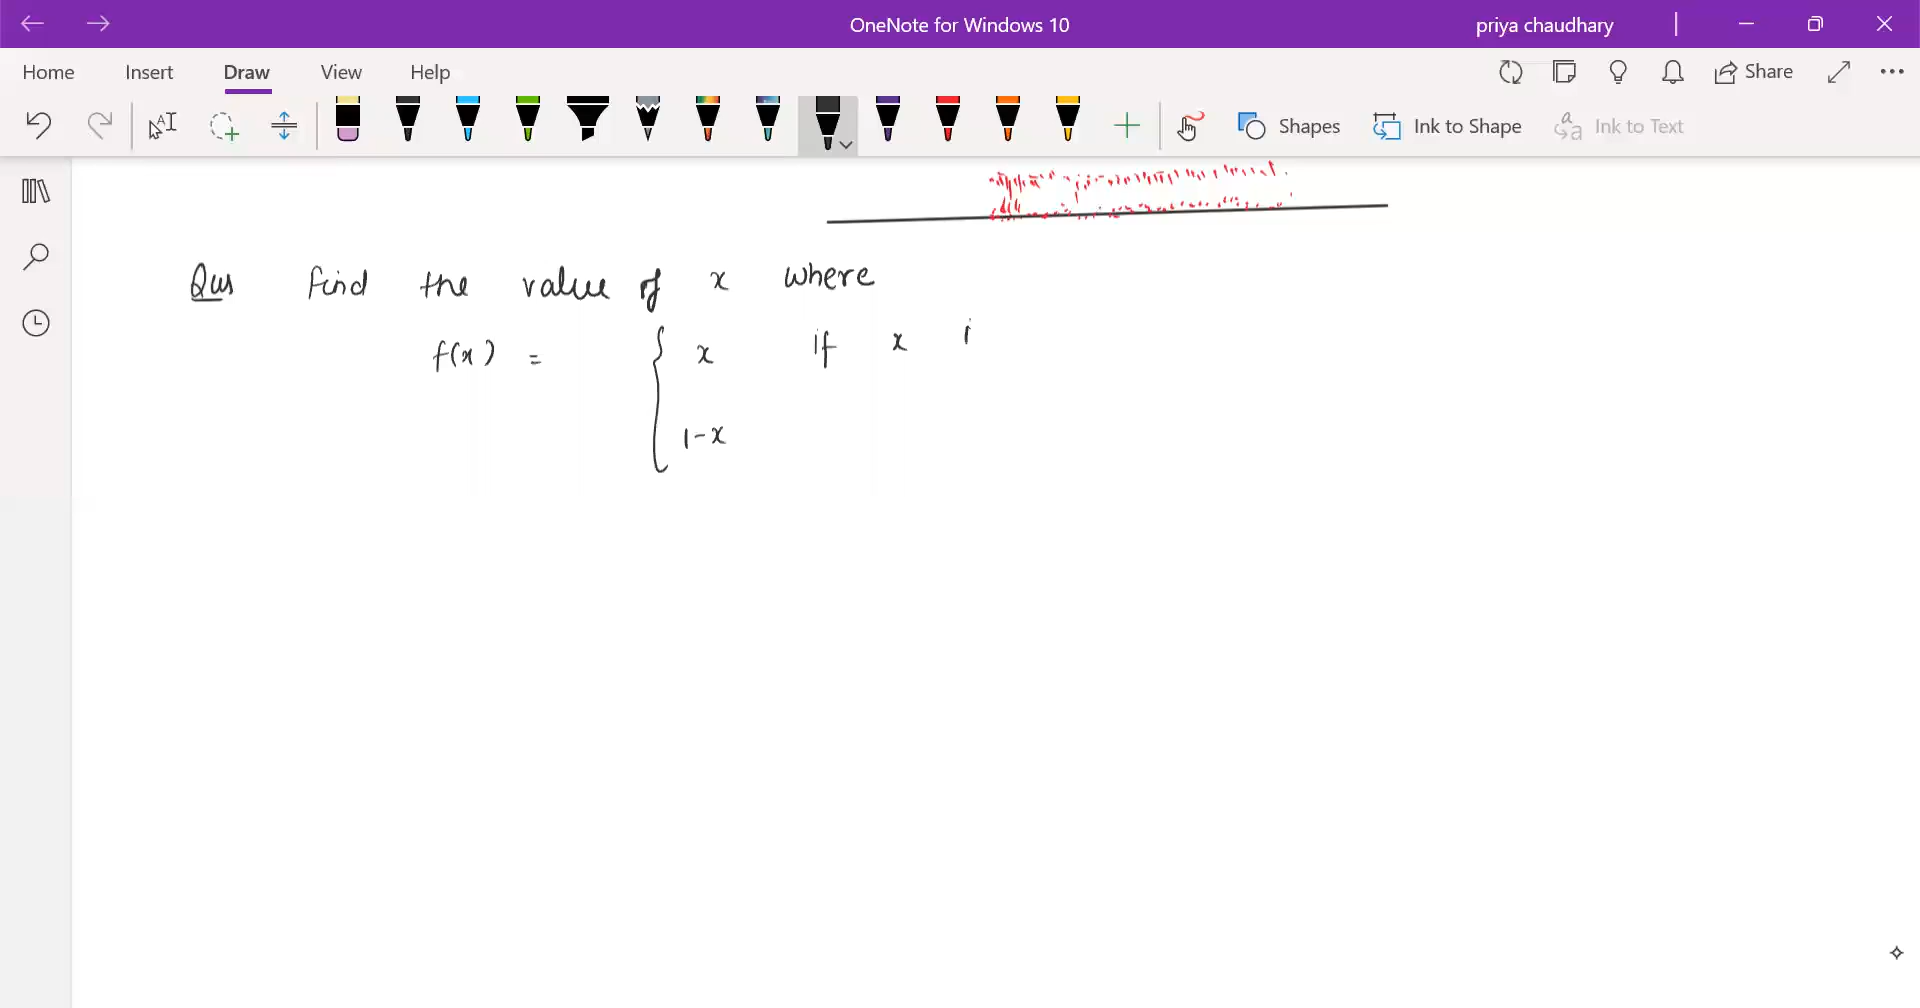 OneNote for Windows 10
priya chaudhary
Home Insert Draw View Help
Share
Shapes Ink to Shape Ink to Text
Qus find the value of x where
f(x) = { x if x i
1-x